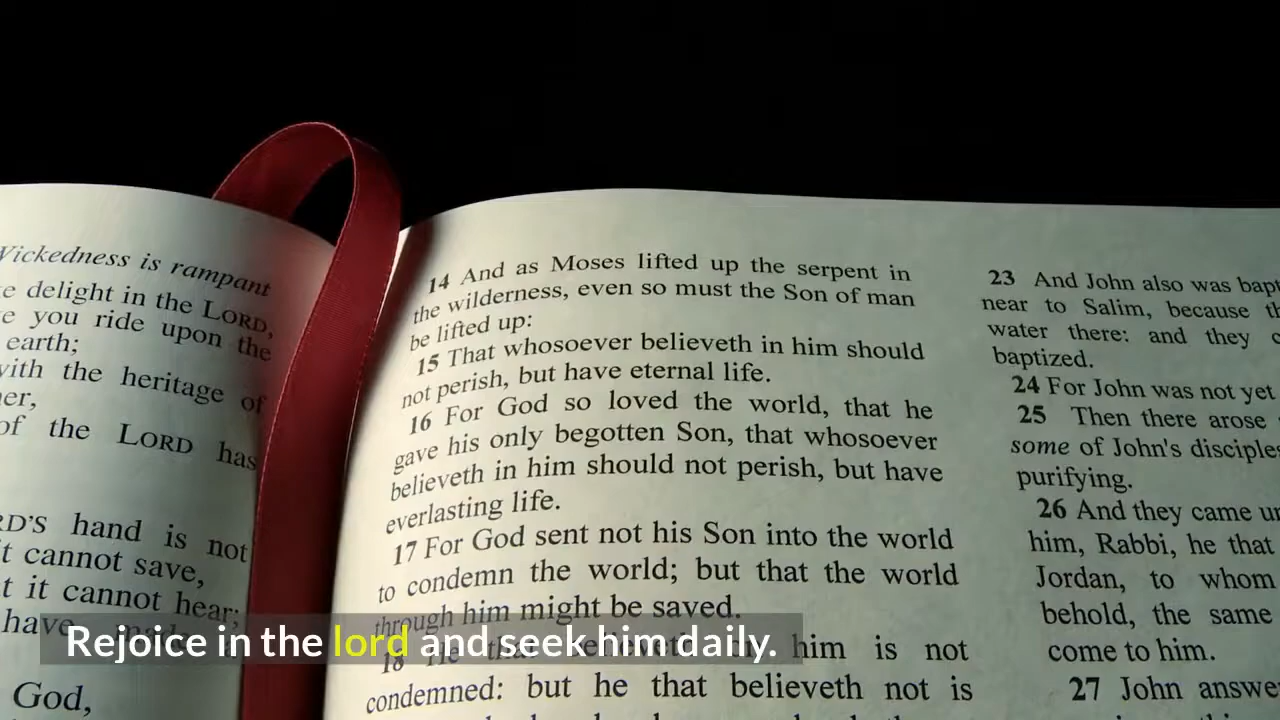 Wickedness is rampant
delight in the LORD,
you ride upon the
earth;
with the heritage of
of the LORD has
hand is not
it cannot save,
it cannot hear;
have
God,
14 And as Moses lifted up the serpent in
the wilderness, even so must the Son of man
be lifted up:
15 That whosoever believeth in him should
not perish, but have eternal life.
16 For God so loved the world, that he
gave his only begotten Son, that whosoever
believeth in him should not perish, but have
everlasting life.
17 For God sent not his Son into the world
to condemn the world; but that the world
through him might be saved.
18 He that believeth on him is not
condemned: but he that believeth not is
23 And John also was bapt
near to Salim, because th
water there: and they c
baptized.
24 For John was not yet
25 Then there arose
some of John's disciples
purifying.
26 And they came un
him, Rabbi, he that
Jordan, to whom
behold, the same
come to him.
27 John answe
Rejoice in the lord and seek him daily.